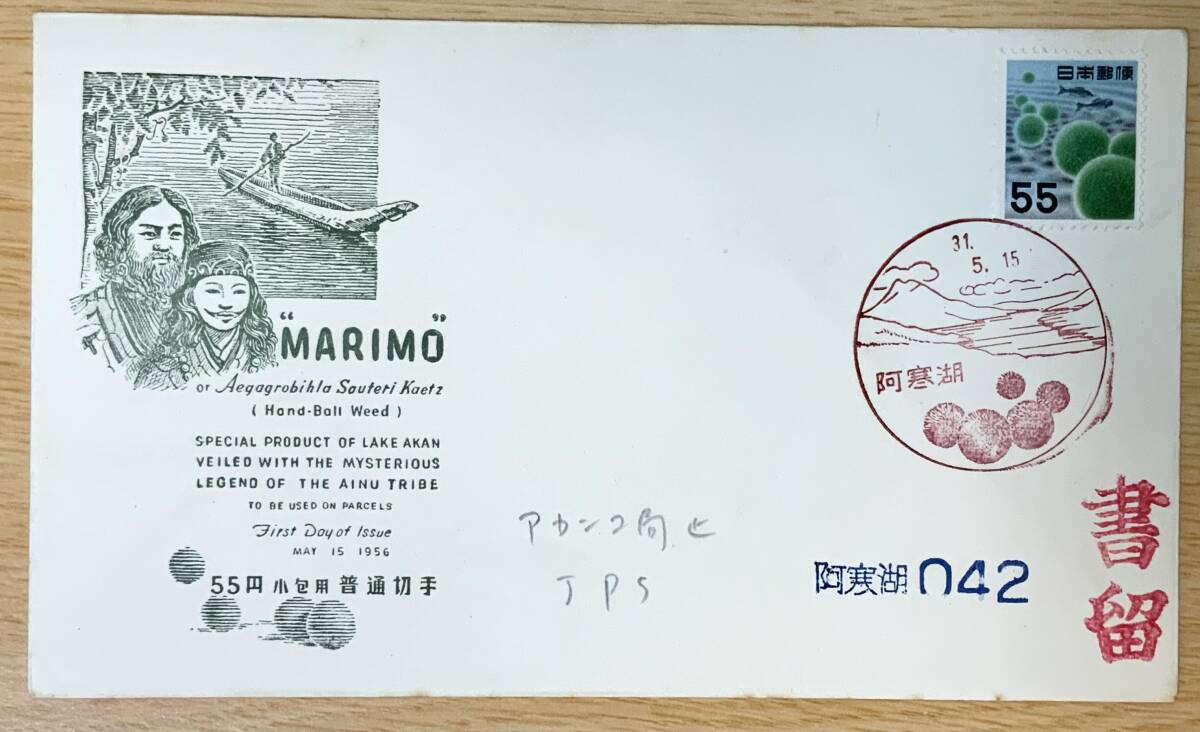 日本郵便
55
31.
5. 15
阿寒湖
"MARIMO"
or Aegagrobihla Sauteri Kaetz
( Hand-Ball Weed )
SPECIAL PRODUCT OF LAKE AKAN
VEILED WITH THE MYSTERIOUS
LEGEND OF THE AINU TRIBE
TO BE USED ON PARCELS
First Day of Issue
MAY 15 1956
55円 小包用 普通切手
アカンコ局止
JPS
阿寒湖 042
書留